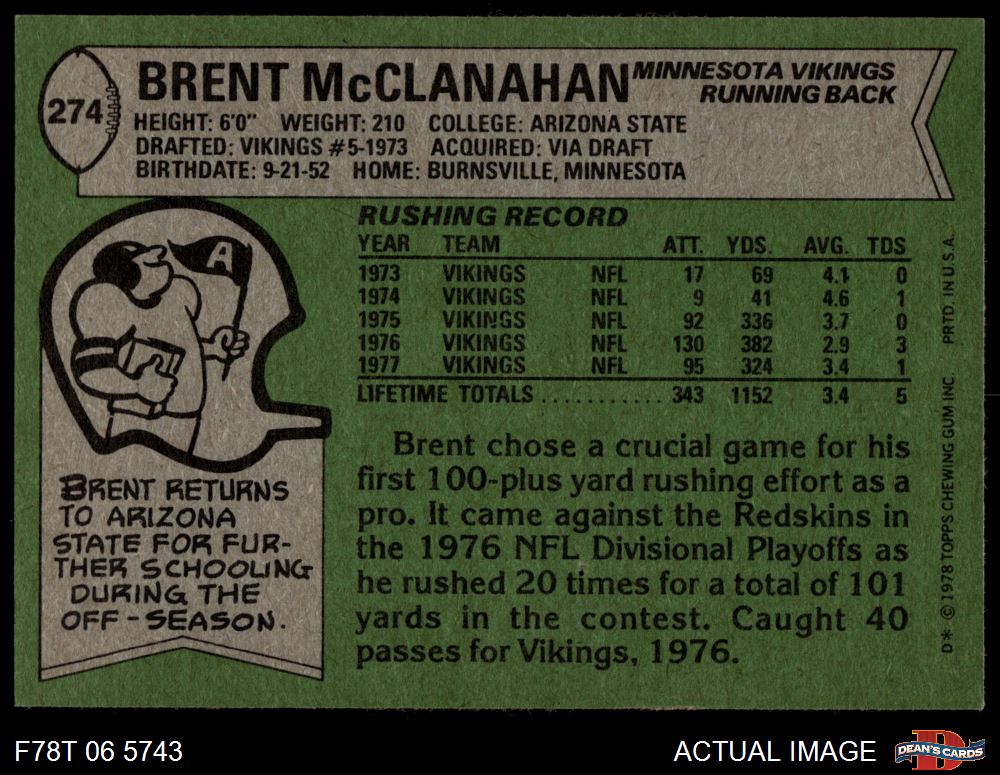 274
BRENT McCLANAHAN
MINNESOTA VIKINGS
RUNNING BACK
HEIGHT: 6'0" WEIGHT: 210 COLLEGE: ARIZONA STATE
DRAFTED: VIKINGS #5-1973 ACQUIRED: VIA DRAFT
BIRTHDATE: 9-21-52 HOME: BURNSVILLE, MINNESOTA
A
BRENT RETURNS
TO ARIZONA
STATE FOR FUR-
THER SCHOOLING
DURING THE
OFF-SEASON.
RUSHING RECORD
YEAR TEAM ATT. YDS. AVG. TDS
1973 VIKINGS NFL 17 69 4.1 0
1974 VIKINGS NFL 9 41 4.6 1
1975 VIKINGS NFL 92 336 3.7 0
1976 VIKINGS NFL 130 382 2.9 3
1977 VIKINGS NFL 95 324 3.4 1
LIFETIME TOTALS ........... 343 1152 3.4 5
Brent chose a crucial game for his
first 100-plus yard rushing effort as a
pro. It came against the Redskins in
the 1976 NFL Divisional Playoffs as
he rushed 20 times for a total of 101
yards in the contest. Caught 40
passes for Vikings, 1976.
D* © 1978 TOPPS CHEWING GUM INC. PRTD. IN U.S.A.
F78T 06 5743
ACTUAL IMAGE
D
DEAN'S CARDS